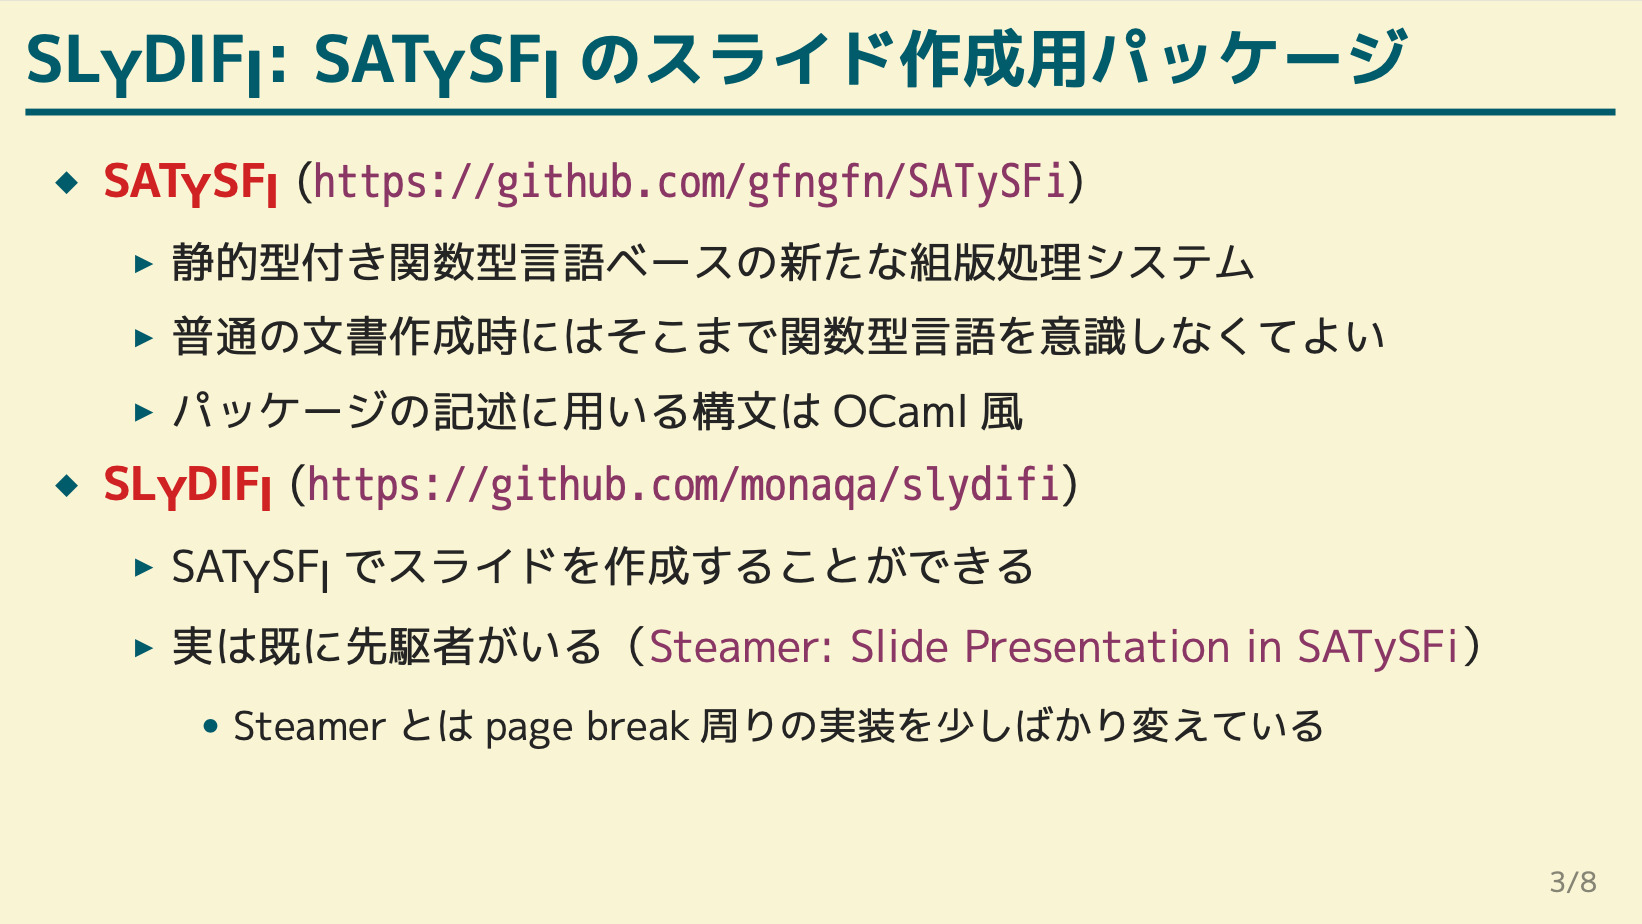 SLYDIFI: SATYSFI のスライド作成用パッケージ
◆ SATYSFI (https://github.com/gfngfn/SATySFi)
▶ 静的型付き関数型言語ベースの新たな組版処理システム
▶ 普通の文書作成時にはそこまで関数型言語を意識しなくてよい
▶ パッケージの記述に用いる構文は OCaml 風
◆ SLYDIFI (https://github.com/monaqa/slydifi)
▶ SATYSFI でスライドを作成することができる
▶ 実は既に先駆者がいる（Steamer: Slide Presentation in SATySFi）
• Steamer とは page break 周りの実装を少しばかり変えている
3/8